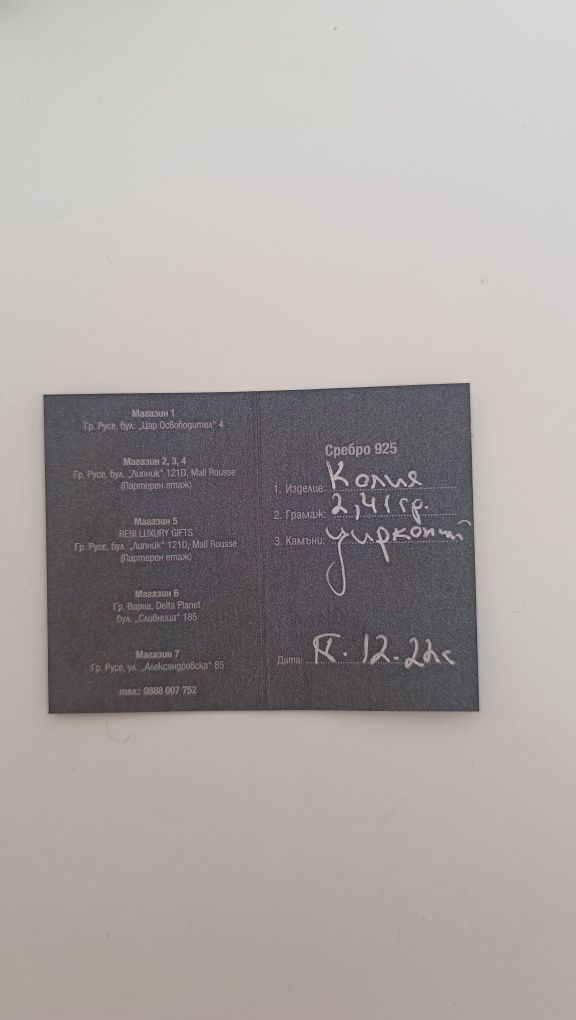 Магазин 1
Гр. Русе, бул. „Цар Освободител“ 4
Магазин 2, 3, 4
Гр. Русе, бул. „Липник“ 121D, Mall Rousse
(Партерен етаж)
Магазин 5
RENI LUXURY GIFTS
Гр. Русе, бул. „Липник“ 121D, Mall Rousse
(Партерен етаж)
Магазин 6
Гр. Варна, Delta Planet
бул. „Сливница“ 185
Магазин 7
Гр. Русе, ул. „Александровска“ 85
тел.: 0888 007 752
Сребро 925
1. Изделие: Колие
2. Грамаж: 2,41 гр.
3. Камъни: циркони
Дата: 12.22г